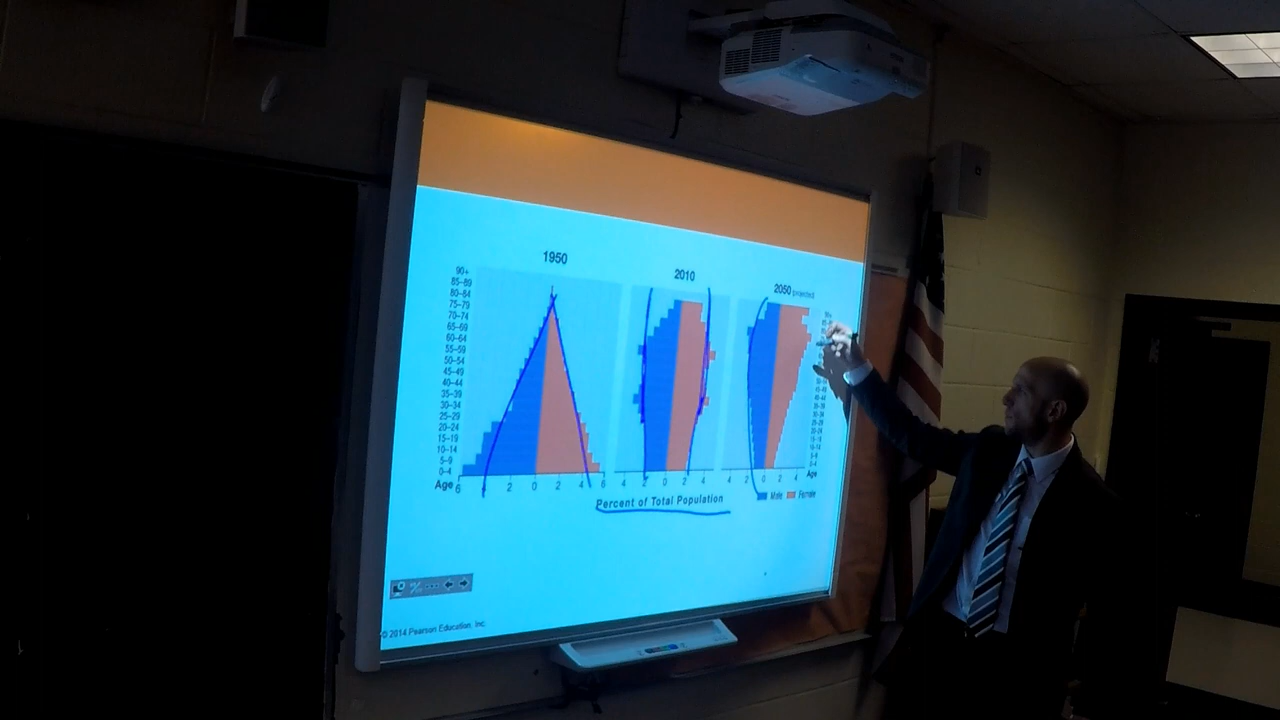 1950
2010
2050 (projected)
90+
85-89
80-84
75-79
70-74
65-69
60-64
55-59
50-54
45-49
40-44
35-39
30-34
25-29
20-24
15-19
10-14
5-9
0-4
Age
6 2 0 2 4 6
4 2 0 2 4
2 0 2 4
Age
Percent of Total Population
Male Female
© 2014 Pearson Education, Inc.